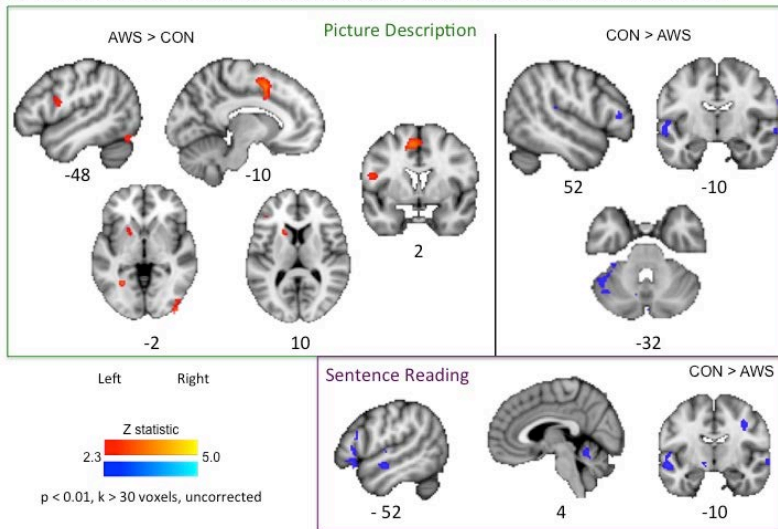 Picture Description
AWS > CON
-48
-10
2
-2
10
CON > AWS
52
-10
-32
Left Right
Z statistic
2.3 5.0
p < 0.01, k > 30 voxels, uncorrected
Sentence Reading
CON > AWS
- 52
4
-10